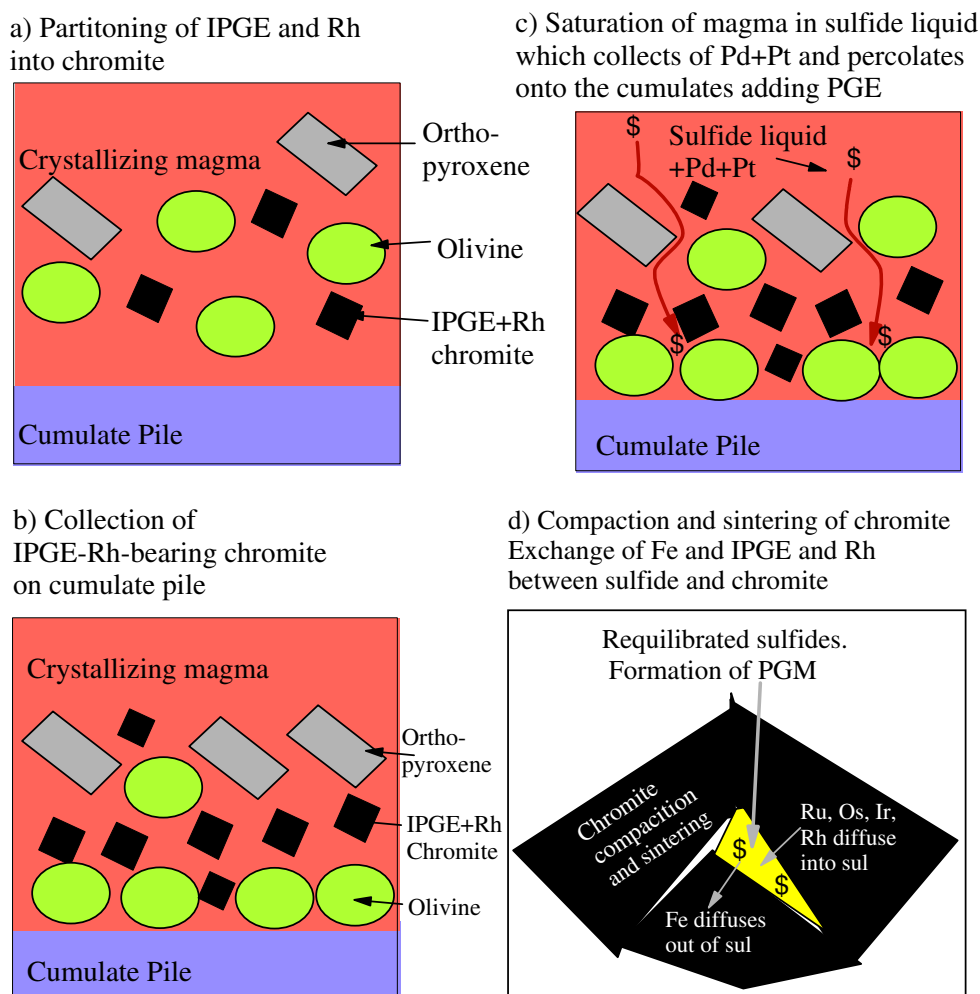 a) Partitoning of IPGE and Rh
into chromite
Crystallizing magma
Ortho-
pyroxene
Olivine
IPGE+Rh
chromite
Cumulate Pile
c) Saturation of magma in sulfide liquid
which collects of Pd+Pt and percolates
onto the cumulates adding PGE
$
Sulfide liquid
+Pd+Pt
$
$
$
Cumulate Pile
b) Collection of
IPGE-Rh-bearing chromite
on cumulate pile
Crystallizing magma
Ortho-
pyroxene
IPGE+Rh
Chromite
Olivine
Cumulate Pile
d) Compaction and sintering of chromite
Exchange of Fe and IPGE and Rh
between sulfide and chromite
Requilibrated sulfides.
Formation of PGM
Chromite
compacition
and sintering
Ru, Os, Ir,
Rh diffuse
into sul
$
$
Fe diffuses
out of sul